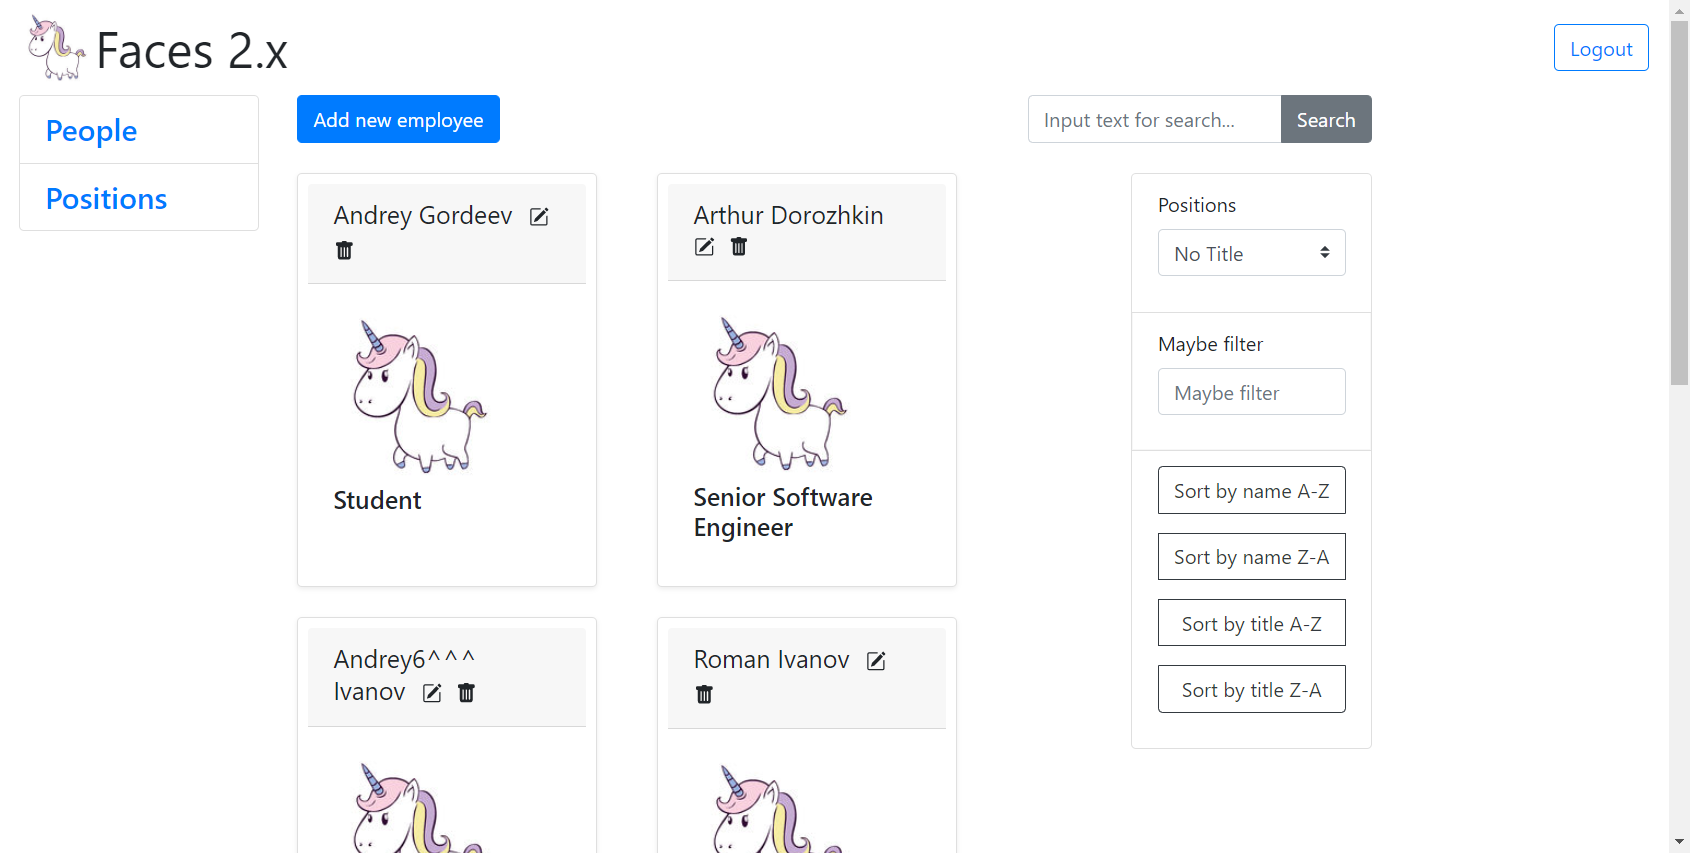 Faces 2.x
Logout
People
Positions
Add new employee
Input text for search...
Search
Andrey Gordeev
Student
Arthur Dorozhkin
Senior Software
Engineer
Andrey6^^^
Ivanov
Roman Ivanov
Positions
No Title
Maybe filter
Maybe filter
Sort by name A-Z
Sort by name Z-A
Sort by title A-Z
Sort by title Z-A